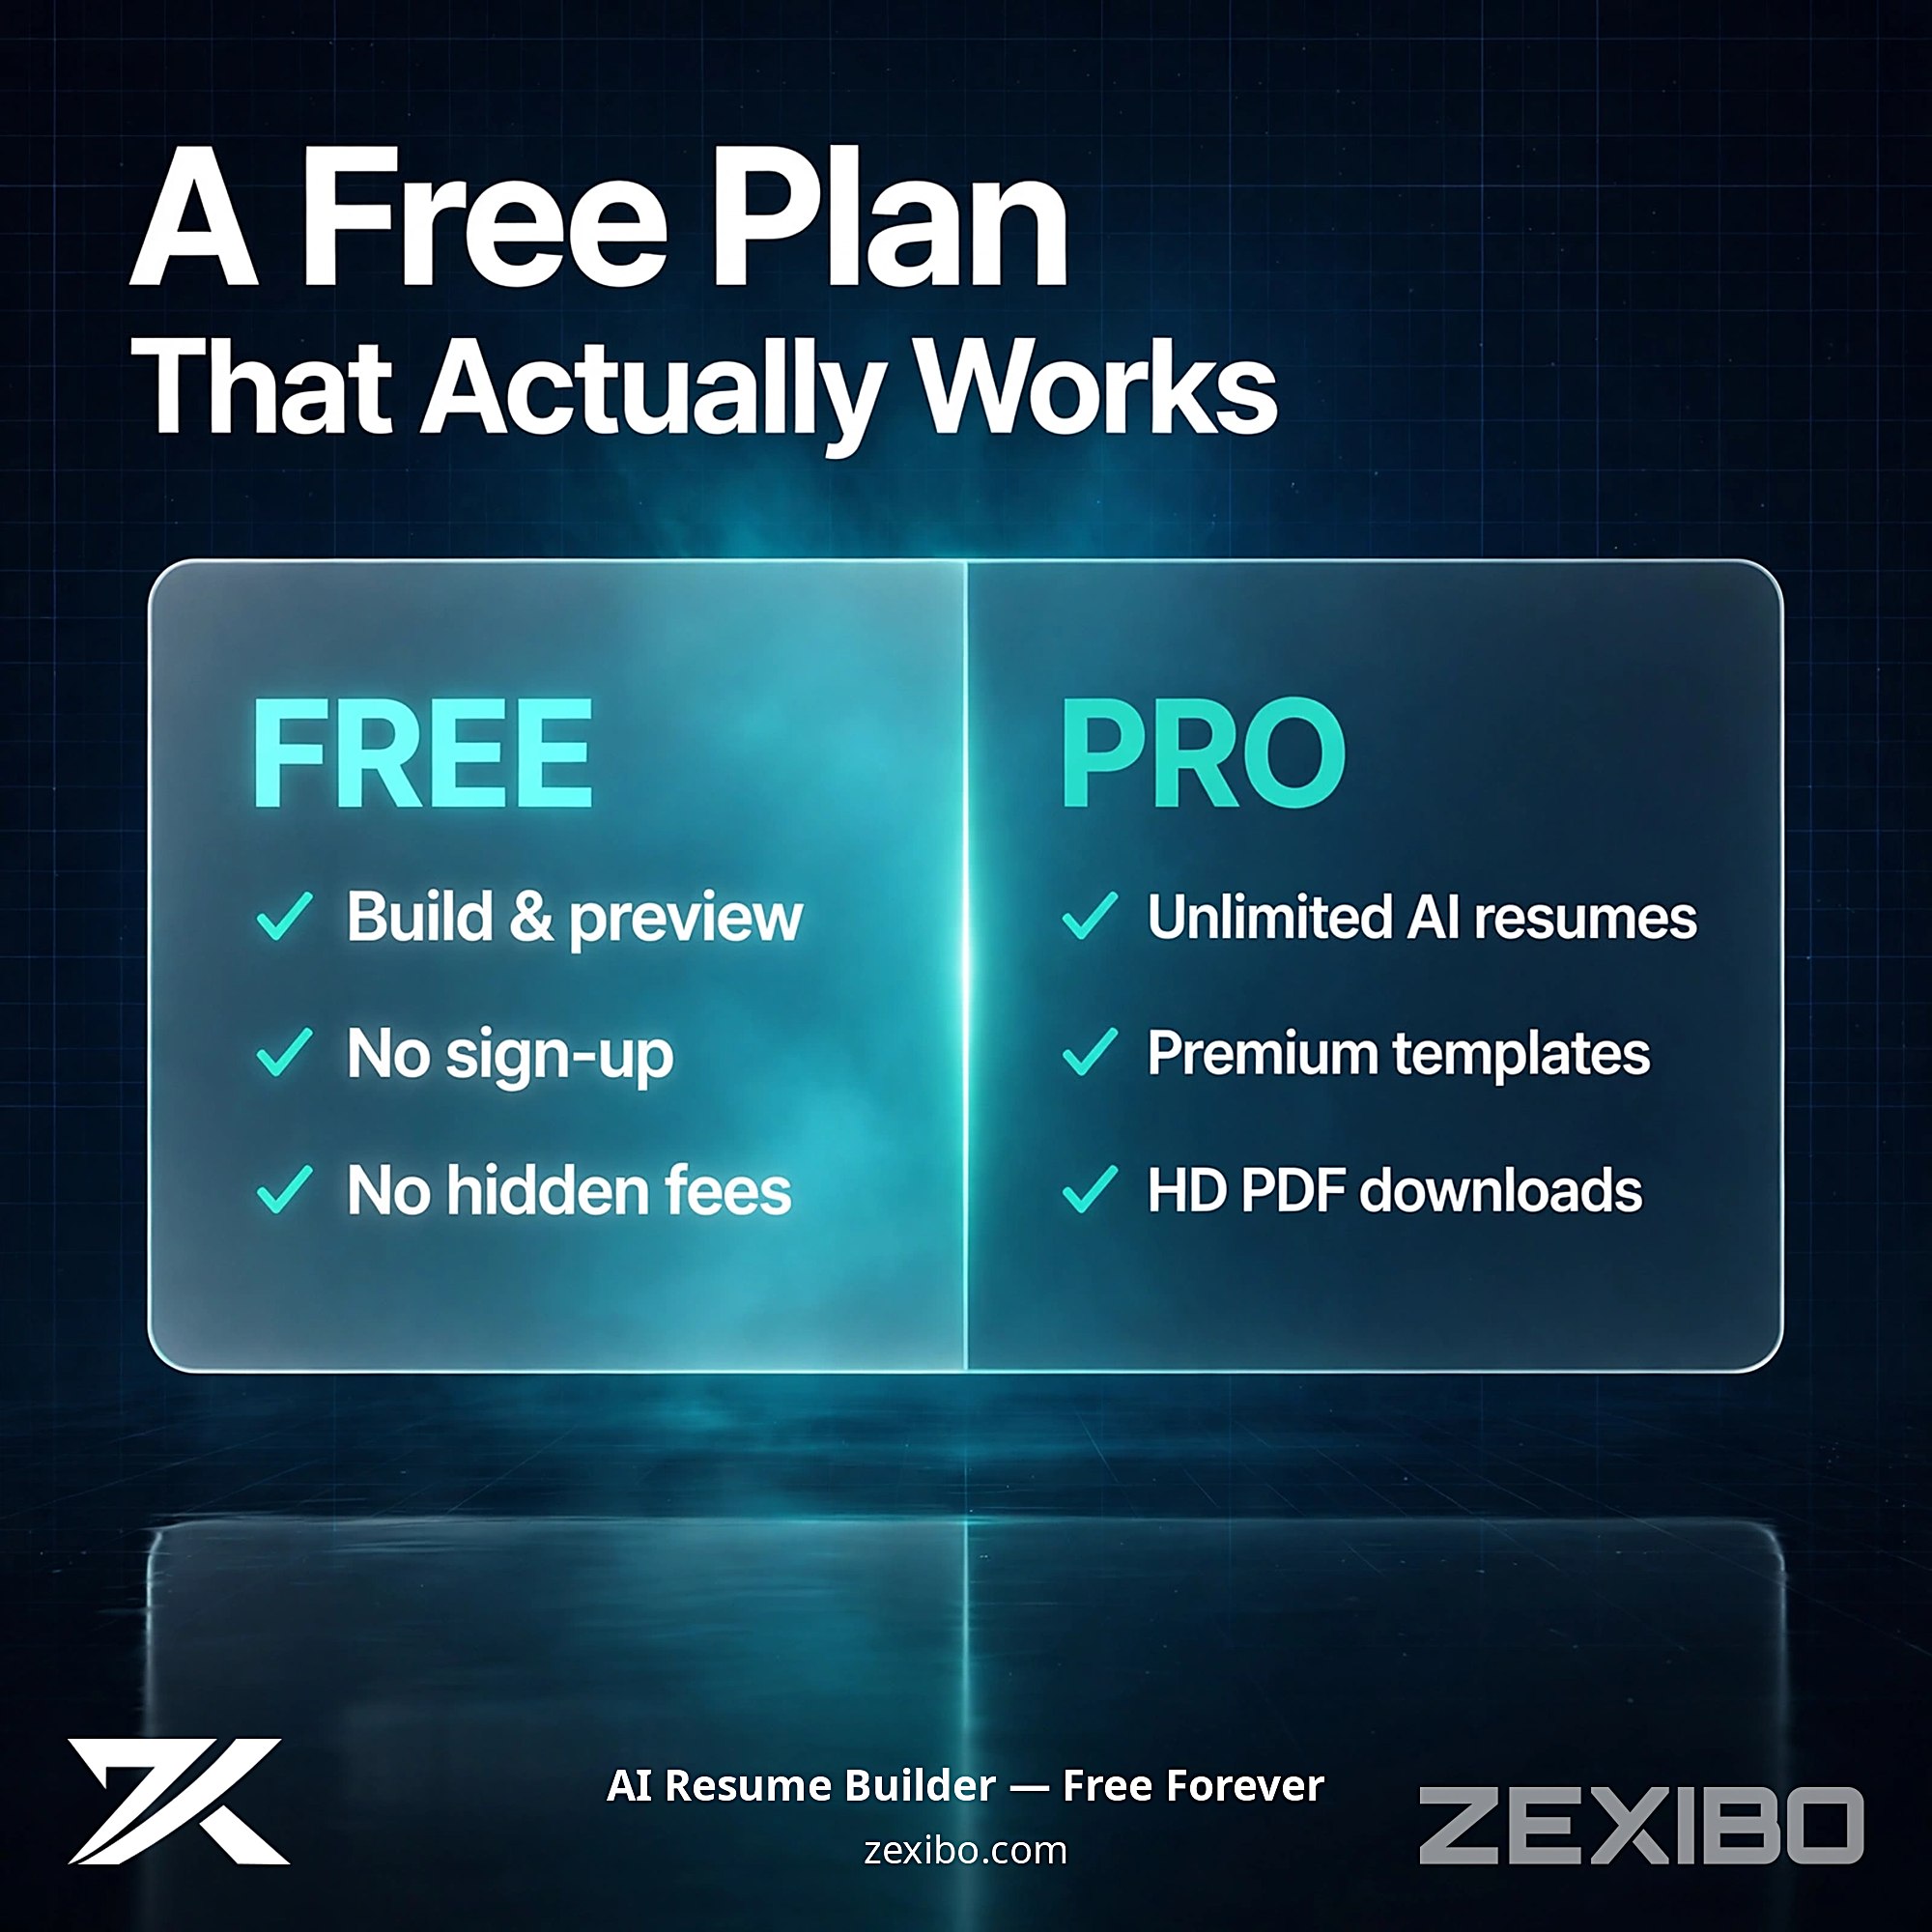 A Free Plan
That Actually Works
FREE
Build & preview
No sign-up
No hidden fees
PRO
Unlimited AI resumes
Premium templates
HD PDF downloads
AI Resume Builder — Free Forever
zexibo.com
ZEXIBO